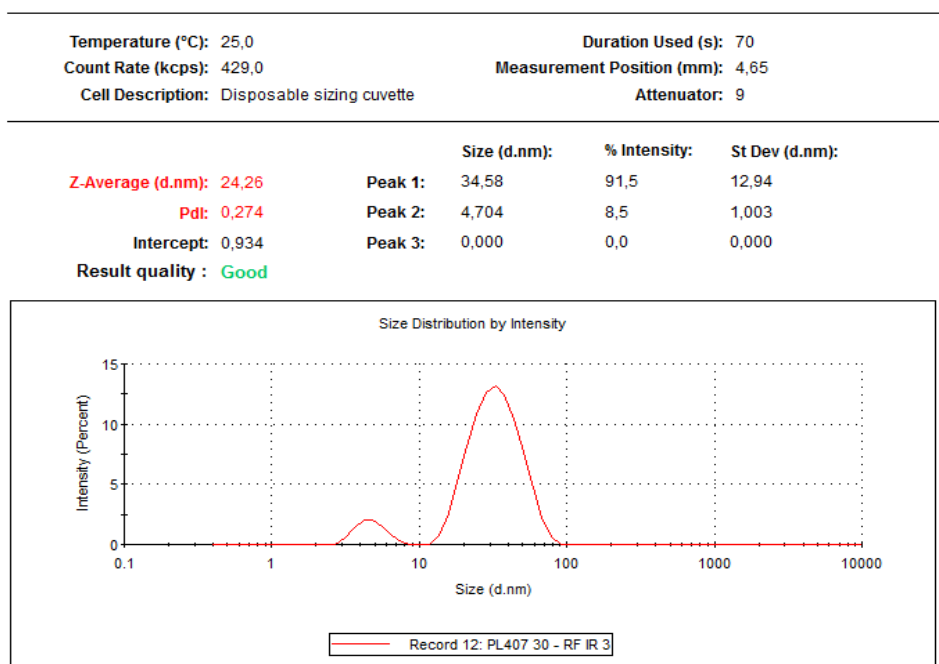 Temperature (°C): 25,0 Duration Used (s): 70
Count Rate (kcps): 429,0 Measurement Position (mm): 4,65
Cell Description: Disposable sizing cuvette Attenuator: 9
Size (d.nm): % Intensity: St Dev (d.nm):
Z-Average (d.nm): 24,26 Peak 1: 34,58 91,5 12,94
PdI: 0,274 Peak 2: 4,704 8,5 1,003
Intercept: 0,934 Peak 3: 0,000 0,0 0,000
Result quality : Good
Size Distribution by Intensity
15
10
5
0
Intensity (Percent)
0.1 1 10 100 1000 10000
Size (d.nm)
Record 12: PL407 30 - RF IR 3